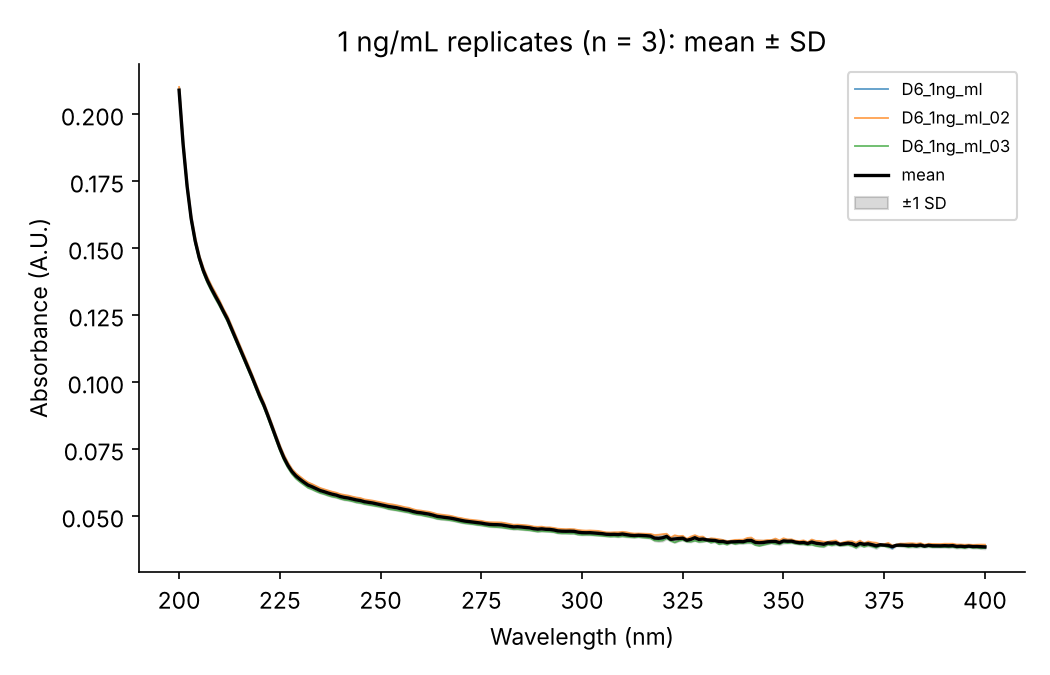 1 ng/mL replicates (n = 3): mean ± SD
D6_1ng_ml
D6_1ng_ml_02
D6_1ng_ml_03
mean
±1 SD
Absorbance (A.U.)
0.200
0.175
0.150
0.125
0.100
0.075
0.050
200 225 250 275 300 325 350 375 400
Wavelength (nm)